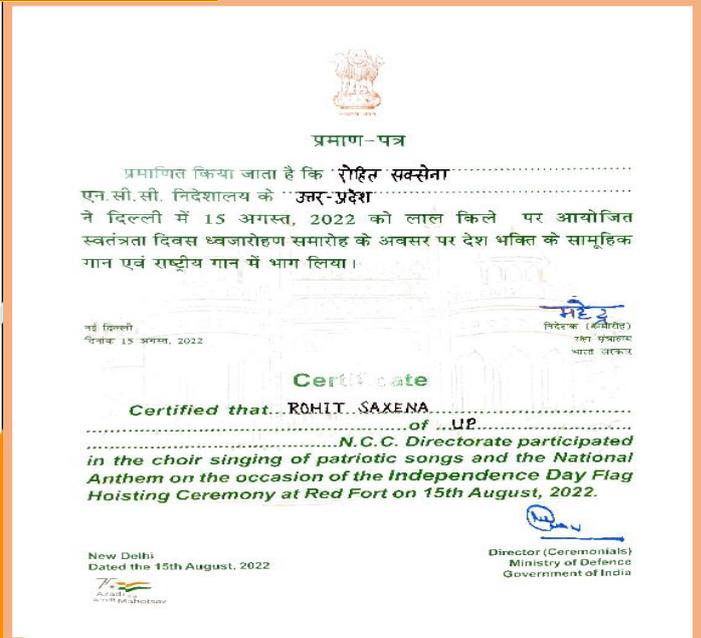 प्रमाण-पत्र
प्रमाणित किया जाता है कि रोहित सक्सेना
एन.सी.सी. निदेशालय के उत्तर-प्रदेश
ने दिल्ली में 15 अगस्त, 2022 को लाल किले पर आयोजित
स्वतंत्रता दिवस ध्वजारोहण समारोह के अवसर पर देश भक्ति के सामूहिक
गान एवं राष्ट्रीय गान में भाग लिया।
नई दिल्ली
दिनांक 15 अगस्त, 2022
निदेशक (समारोह)
रक्षा मंत्रालय
भारत सरकार
Certificate
Certified that...ROHIT SAXENA
of UP
N.C.C. Directorate participated
in the choir singing of patriotic songs and the National
Anthem on the occasion of the Independence Day Flag
Hoisting Ceremony at Red Fort on 15th August, 2022.
New Delhi
Dated the 15th August, 2022
Director (Ceremonials)
Ministry of Defence
Government of India
Azadi Ka
Amrit Mahotsav